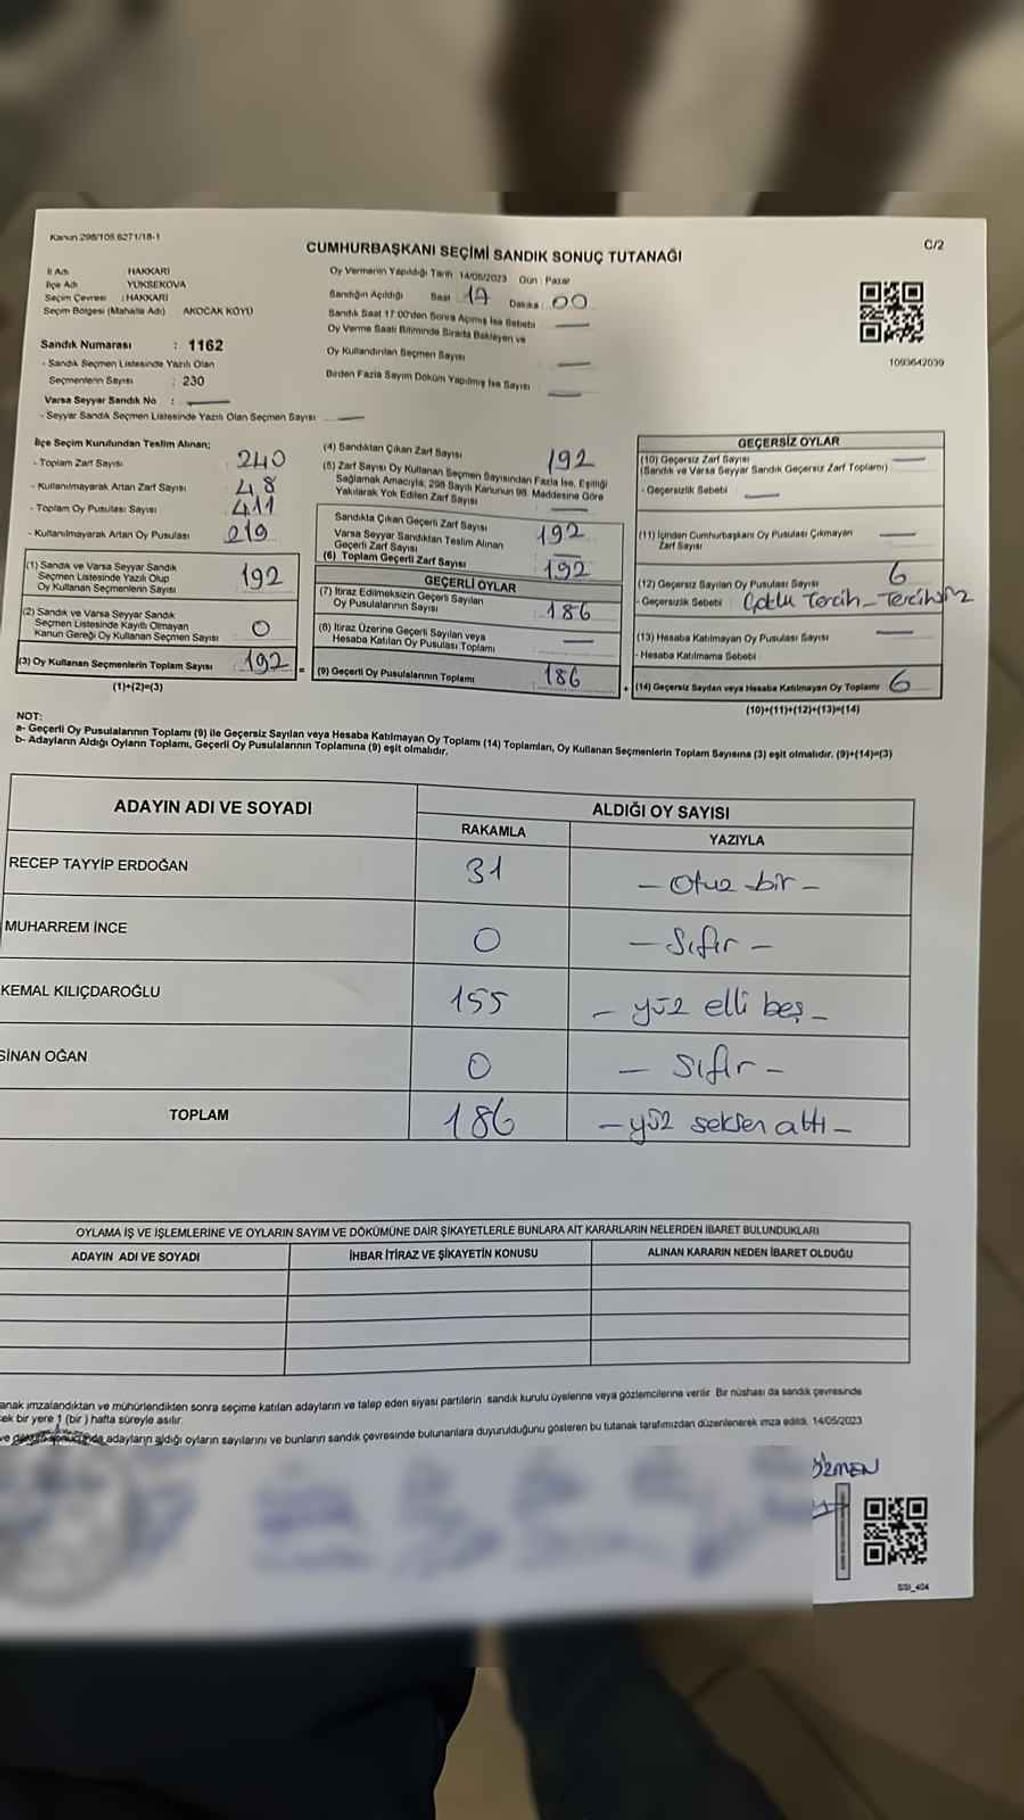 Kanun 298/105.6271/18-1
C/2
CUMHURBAŞKANI SEÇİMİ SANDIK SONUÇ TUTANAĞI
İl Adı HAKKARİ
İlçe Adı YÜKSEKOVA
Seçim Çevresi : HAKKARİ
Seçim Bölgesi (Mahalle Adı) AKOCAK KÖYÜ
Sandık Numarası : 1162
- Sandık Seçmen Listesinde Yazılı Olan
Seçmenlerin Sayısı : 230
Varsa Seyyar Sandık No :
- Seyyar Sandık Seçmen Listesinde Yazılı Olan Seçmen Sayısı
Oy Vermenin Yapıldığı Tarih 14/05/2023 Gün : Pazar
Sandığın Açıldığı Saat 17 Dakika : 00
Sandık Saat 17:00'den Sonra Açılmış İse Sebebi
Oy Verme Saati Bitiminde Sırada Bekleyen ve
Oy Kullandırılan Seçmen Sayısı
Birden Fazla Sayım Döküm Yapılmış İse Sayısı
1093642039
İlçe Seçim Kurulundan Teslim Alınan;
- Toplam Zarf Sayısı 240
- Kullanılmayarak Artan Zarf Sayısı 48
- Toplam Oy Pusulası Sayısı 411
- Kullanılmayarak Artan Oy Pusulası 219
(1) Sandık ve Varsa Seyyar Sandık
Seçmen Listesinde Yazılı Olup
Oy Kullanan Seçmenlerin Sayısı 192
(2) Sandık ve Varsa Seyyar Sandık
Seçmen Listesinde Kayıtlı Olmayan
Kanun Gereği Oy Kullanan Seçmen Sayısı 0
(3) Oy Kullanan Seçmenlerin Toplam Sayısı 192 =
(1)+(2)=(3)
(4) Sandıktan Çıkan Zarf Sayısı 192
(5) Zarf Sayısı Oy Kullanan Seçmen Sayısından Fazla İse, Eşitliği
Sağlamak Amacıyla, 298 Sayılı Kanunun 98. Maddesine Göre
Yakılarak Yok Edilen Zarf Sayısı
Sandıkta Çıkan Geçerli Zarf Sayısı 192
Varsa Seyyar Sandıktan Teslim Alınan
Geçerli Zarf Sayısı
(6) Toplam Geçerli Zarf Sayısı 192
GEÇERLİ OYLAR
(7) İtiraz Edilmeksizin Geçerli Sayılan
Oy Pusulalarının Sayısı 186
(8) İtiraz Üzerine Geçerli Sayılan veya
Hesaba Katılan Oy Pusulası Toplamı
(9) Geçerli Oy Pusulalarının Toplamı 186 +
GEÇERSİZ OYLAR
(10) Geçersiz Zarf Sayısı
(Sandık ve Varsa Seyyar Sandık Geçersiz Zarf Toplamı)
- Geçersizlik Sebebi
(11) İçinden Cumhurbaşkanı Oy Pusulası Çıkmayan
Zarf Sayısı
(12) Geçersiz Sayılan Oy Pusulası Sayısı 6
- Geçersizlik Sebebi Çoklu Tercih -
(13) Hesaba Katılmayan Oy Pusulası Sayısı
- Hesaba Katılmama Sebebi
(14) Geçersiz Sayılan veya Hesaba Katılmayan Oy Toplamı 6
(10)+(11)+(12)+(13)=(14)
NOT:
a- Geçerli Oy Pusulalarının Toplamı (9) ile Geçersiz Sayılan veya Hesaba Katılmayan Oy Toplamı (14) Toplamları, Oy Kullanan Seçmenlerin Toplam Sayısına (3) eşit olmalıdır. (9)+(14)=(3)
b- Adayların Aldığı Oyların Toplamı, Geçerli Oy Pusulalarının Toplamına (9) eşit olmalıdır.
ADAYIN ADI VE SOYADI ALDIĞI OY SAYISI
RAKAMLA YAZIYLA
RECEP TAYYİP ERDOĞAN 31 - Otuz bir -
MUHARREM İNCE 0 - Sıfır -
KEMAL KILIÇDAROĞLU 155 - yüz elli beş -
SİNAN OĞAN 0 - Sıfır -
TOPLAM 186 - yüz seksen altı -
OYLAMA İŞ VE İŞLEMLERİNE VE OYLARIN SAYIM VE DÖKÜMÜNE DAİR ŞİKAYETLERLE BUNLARA AİT KARARLARIN NELERDEN İBARET BULUNDUKLARI
ADAYIN ADI VE SOYADI İHBAR İTİRAZ VE ŞİKAYETİN KONUSU ALINAN KARARIN NEDEN İBARET OLDUĞU
anak imzalandıktan ve mühürlendikten sonra seçime katılan adayların ve talep eden siyasi partilerin sandık kurulu üyelerine veya gözlemcilerine verilir. Bir nüshası da sandık çevresinde
ek bir yere 1 (bir) hafta süreyle asılır.
adayların aldığı oyların sayılarını ve bunların sandık çevresinde bulunanlara duyurulduğunu gösteren bu tutanak tarafımızdan düzenlenerek imza edildi. 14/05/2023
ÖZMEN
SSI_404